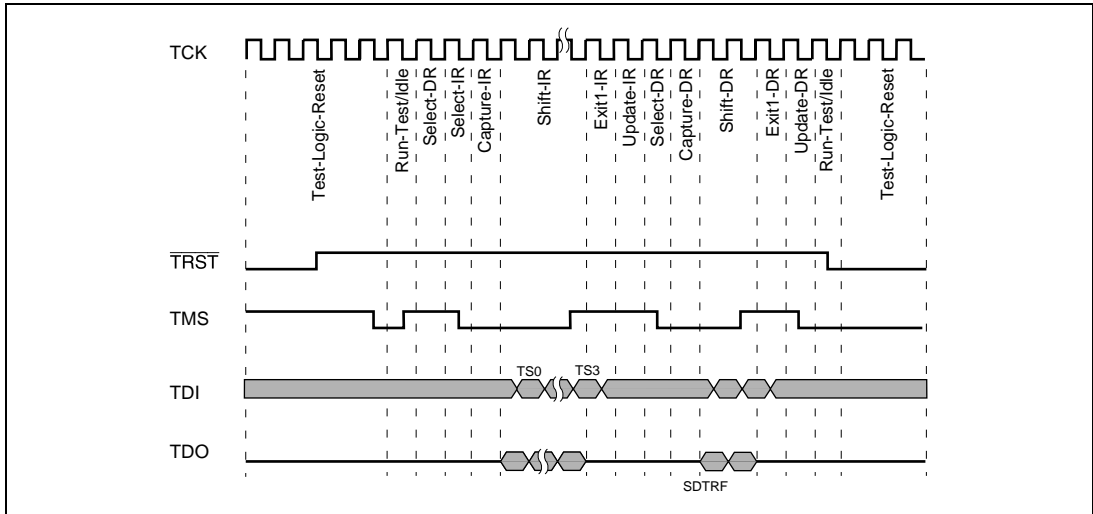 TCK
Test-Logic-Reset
Run-Test/Idle
Select-DR
Select-IR
Capture-IR
Shift-IR
Exit1-IR
Update-IR
Select-DR
Capture-DR
Shift-DR
Exit1-DR
Update-DR
Run-Test/Idle
Test-Logic-Reset
TRST
TMS
TDI
TS0
TS3
TDO
SDTRF